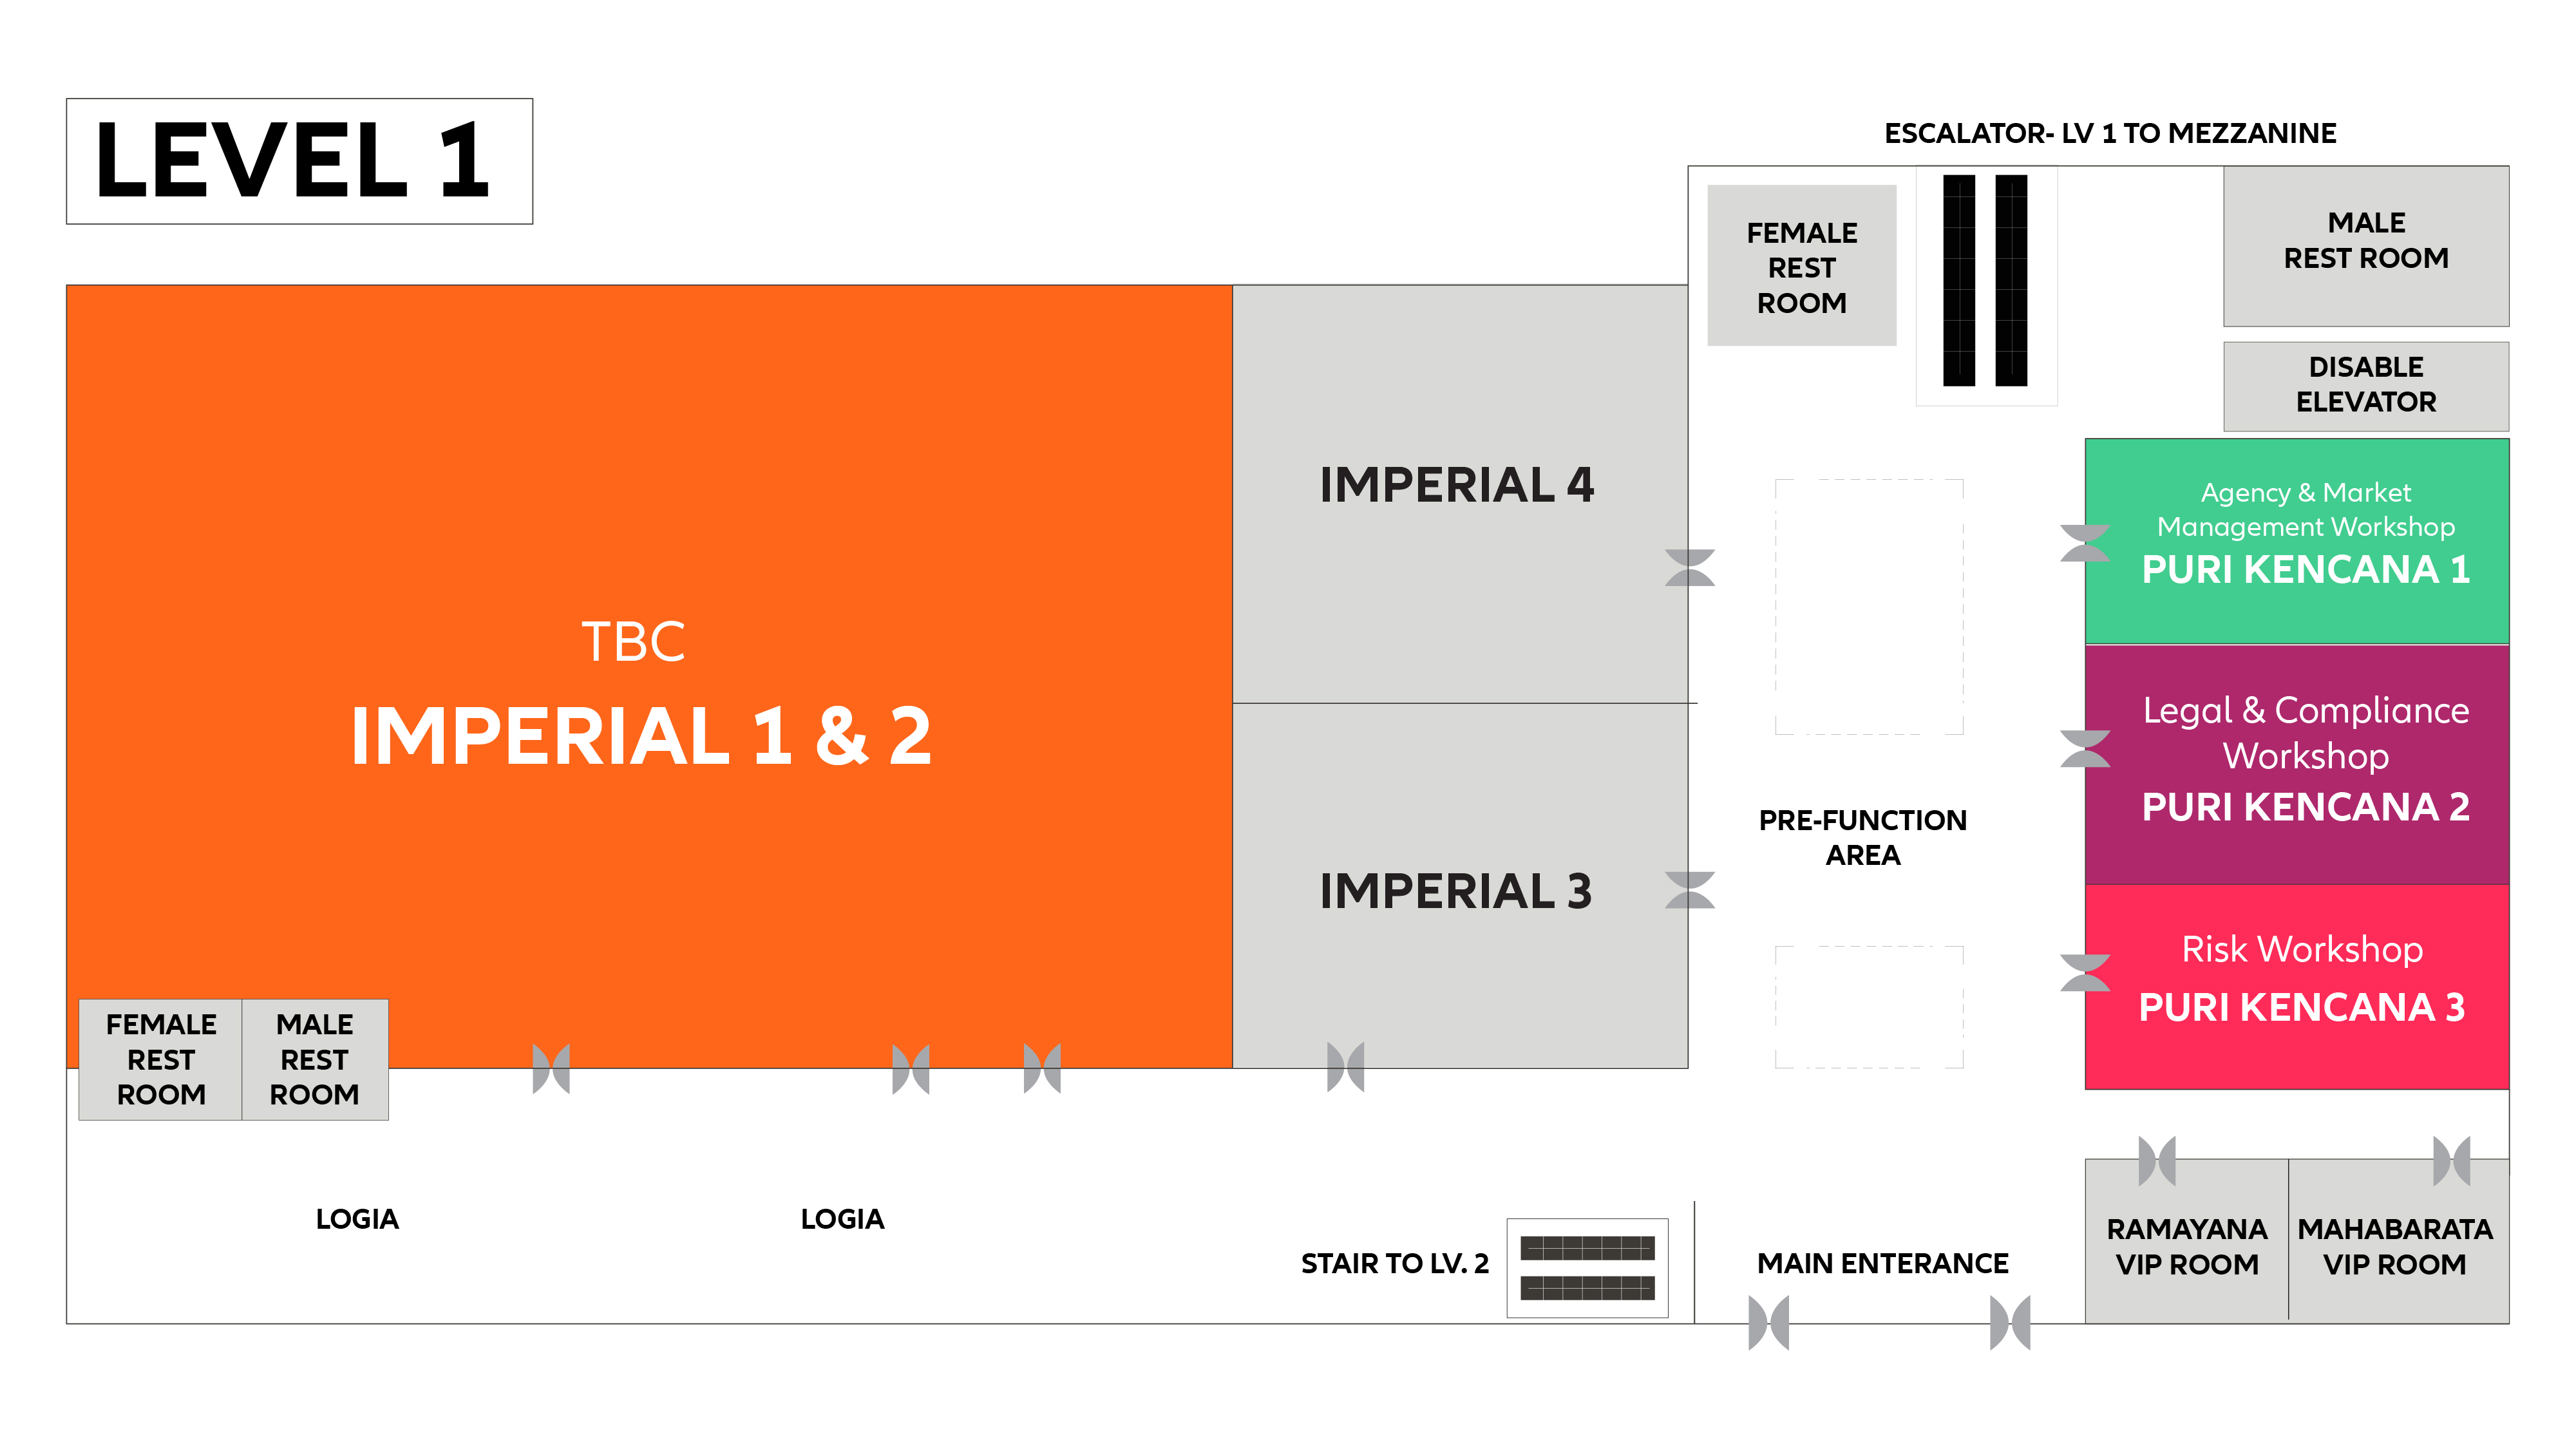 LEVEL 1
ESCALATOR- LV 1 TO MEZZANINE
FEMALE
REST
ROOM
MALE
REST ROOM
DISABLE
ELEVATOR
IMPERIAL 4
Agency & Market
Management Workshop
PURI KENCANA 1
TBC
IMPERIAL 1 & 2
Legal & Compliance
Workshop
PURI KENCANA 2
PRE-FUNCTION
AREA
IMPERIAL 3
Risk Workshop
PURI KENCANA 3
FEMALE
REST
ROOM
MALE
REST
ROOM
LOGIA
LOGIA
STAIR TO LV. 2
MAIN ENTERANCE
RAMAYANA
VIP ROOM
MAHABARATA
VIP ROOM